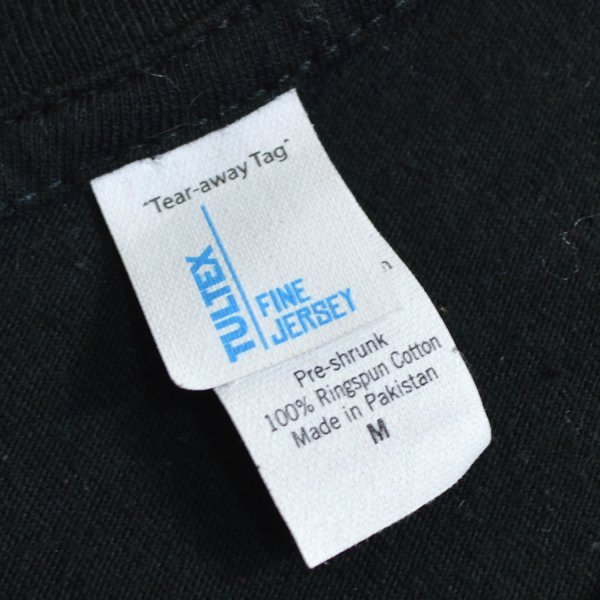 "Tear-away Tag"
TULTEX
FINE
JERSEY
Pre-shrunk
100% Ringspun Cotton
Made in Pakistan
M